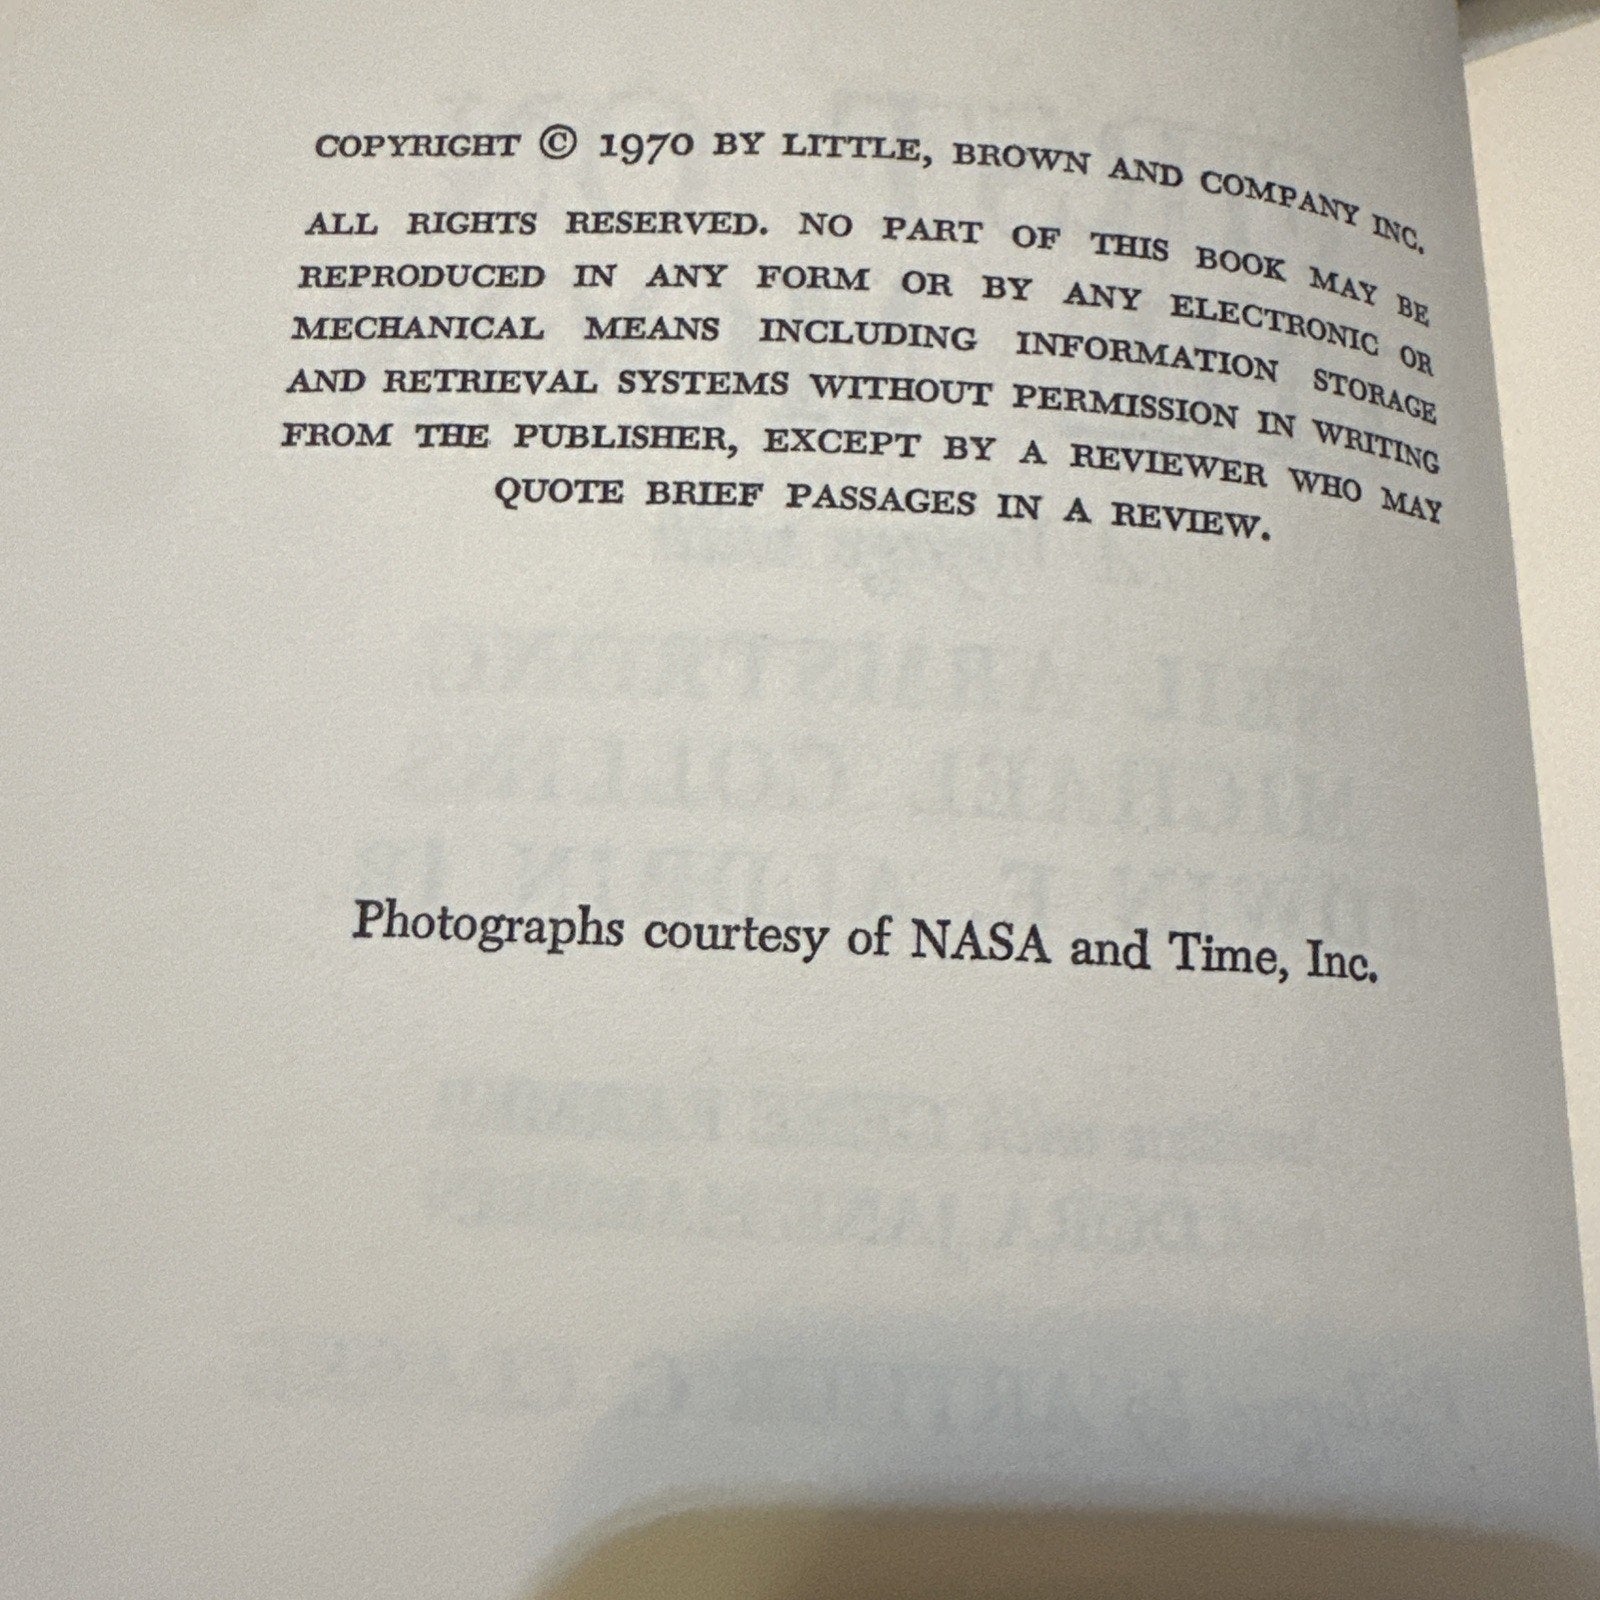 COPYRIGHT © 1970 BY LITTLE, BROWN AND COMPANY INC.
ALL RIGHTS RESERVED. NO PART OF THIS BOOK MAY BE
REPRODUCED IN ANY FORM OR BY ANY ELECTRONIC OR
MECHANICAL MEANS INCLUDING INFORMATION STORAGE
AND RETRIEVAL SYSTEMS WITHOUT PERMISSION IN WRITING
FROM THE PUBLISHER, EXCEPT BY A REVIEWER WHO MAY
QUOTE BRIEF PASSAGES IN A REVIEW.
Photographs courtesy of NASA and Time, Inc.